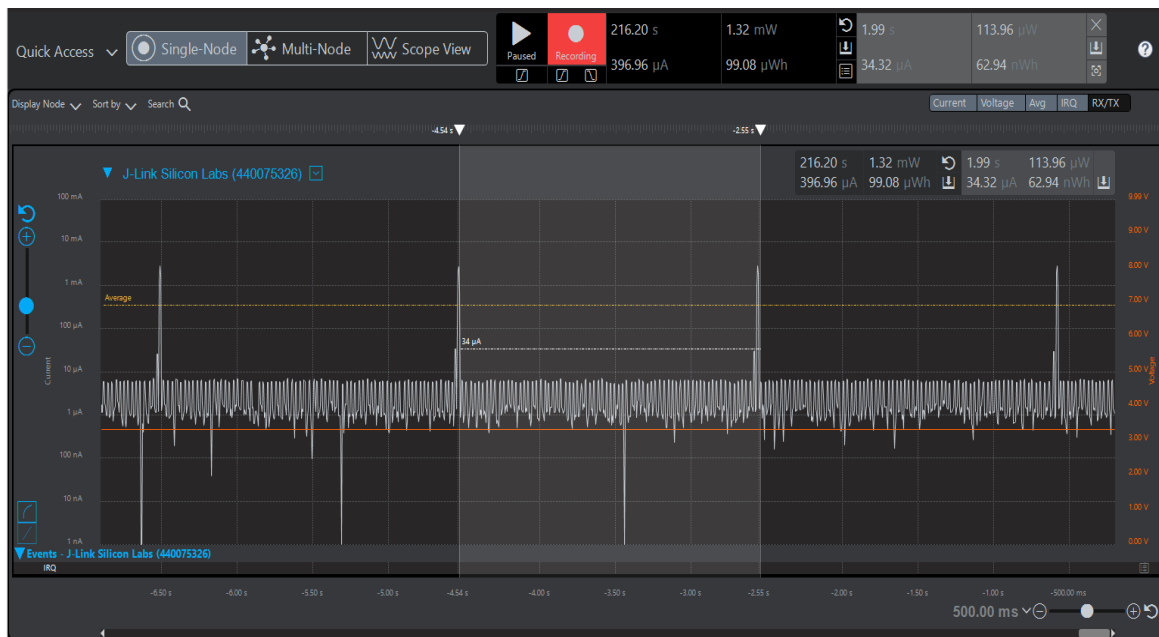 Quick Access Single-Node Multi-Node Scope View
Paused Recording
216.20 s 1.32 mW
396.96 µA 99.08 µWh
1.99 s 113.96 µW
34.32 µA 62.94 nWh
Display Node Sort by Search
Current Voltage Avg IRQ RX/TX
-4.54 s -2.55 s
J-Link Silicon Labs (440075326)
216.20 s 1.32 mW 1.99 s 113.96 µW
396.96 µA 99.08 µWh 34.32 µA 62.94 nWh
100 mA 9.99 V
9.00 V
10 mA
8.00 V
1 mA
Average
7.00 V
100 µA
6.00 V
34 µA
Current
10 µA
5.00 V
Voltage
1 µA
4.00 V
3.00 V
100 nA
2.00 V
10 nA
1.00 V
1 nA 0.00 V
Events - J-Link Silicon Labs (440075326)
IRQ
-6.50 s -6.00 s -5.50 s -5.00 s -4.54 s -4.00 s -3.50 s -3.00 s -2.55 s -2.00 s -1.50 s -1.00 s -500.00 ms
500.00 ms